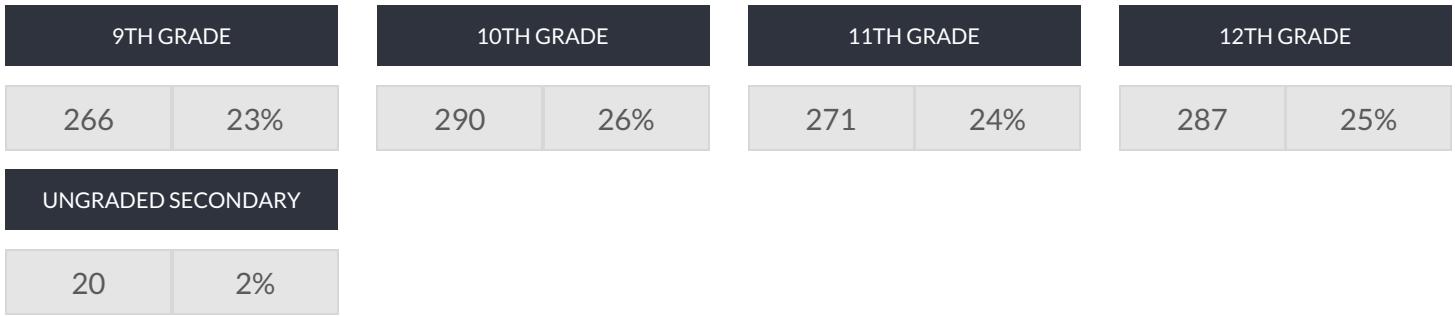 9TH GRADE 10TH GRADE 11TH GRADE 12TH GRADE
266 23% 290 26% 271 24% 287 25%
UNGRADED SECONDARY
20 2%